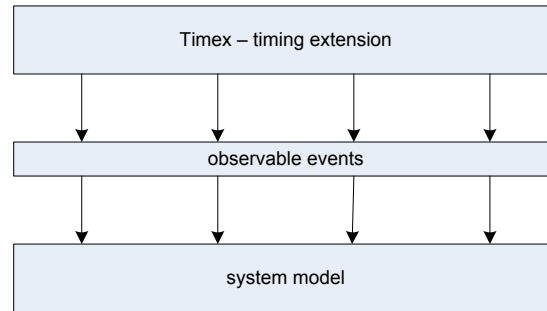 Timex – timing extension
observable events
system model